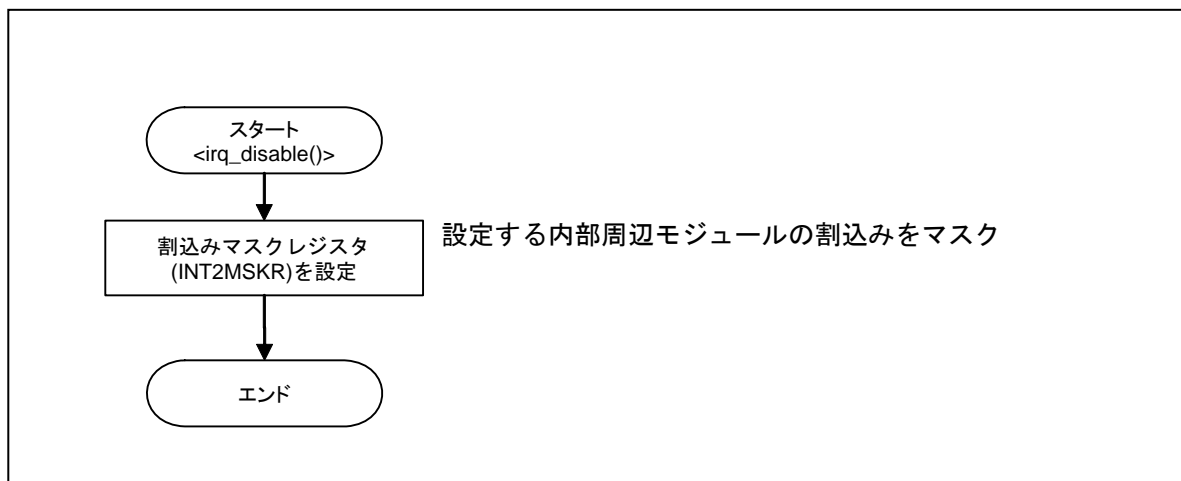 スタート
<irq_disable()>
割込みマスクレジスタ
(INT2MSKR)を設定
設定する内部周辺モジュールの割込みをマスク
エンド